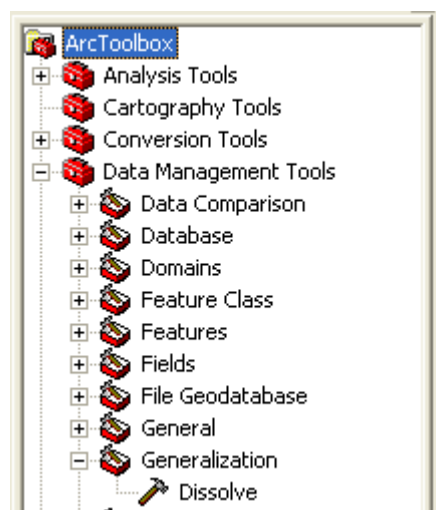 ArcToolbox
Analysis Tools
Cartography Tools
Conversion Tools
Data Management Tools
Data Comparison
Database
Domains
Feature Class
Features
Fields
File Geodatabase
General
Generalization
Dissolve